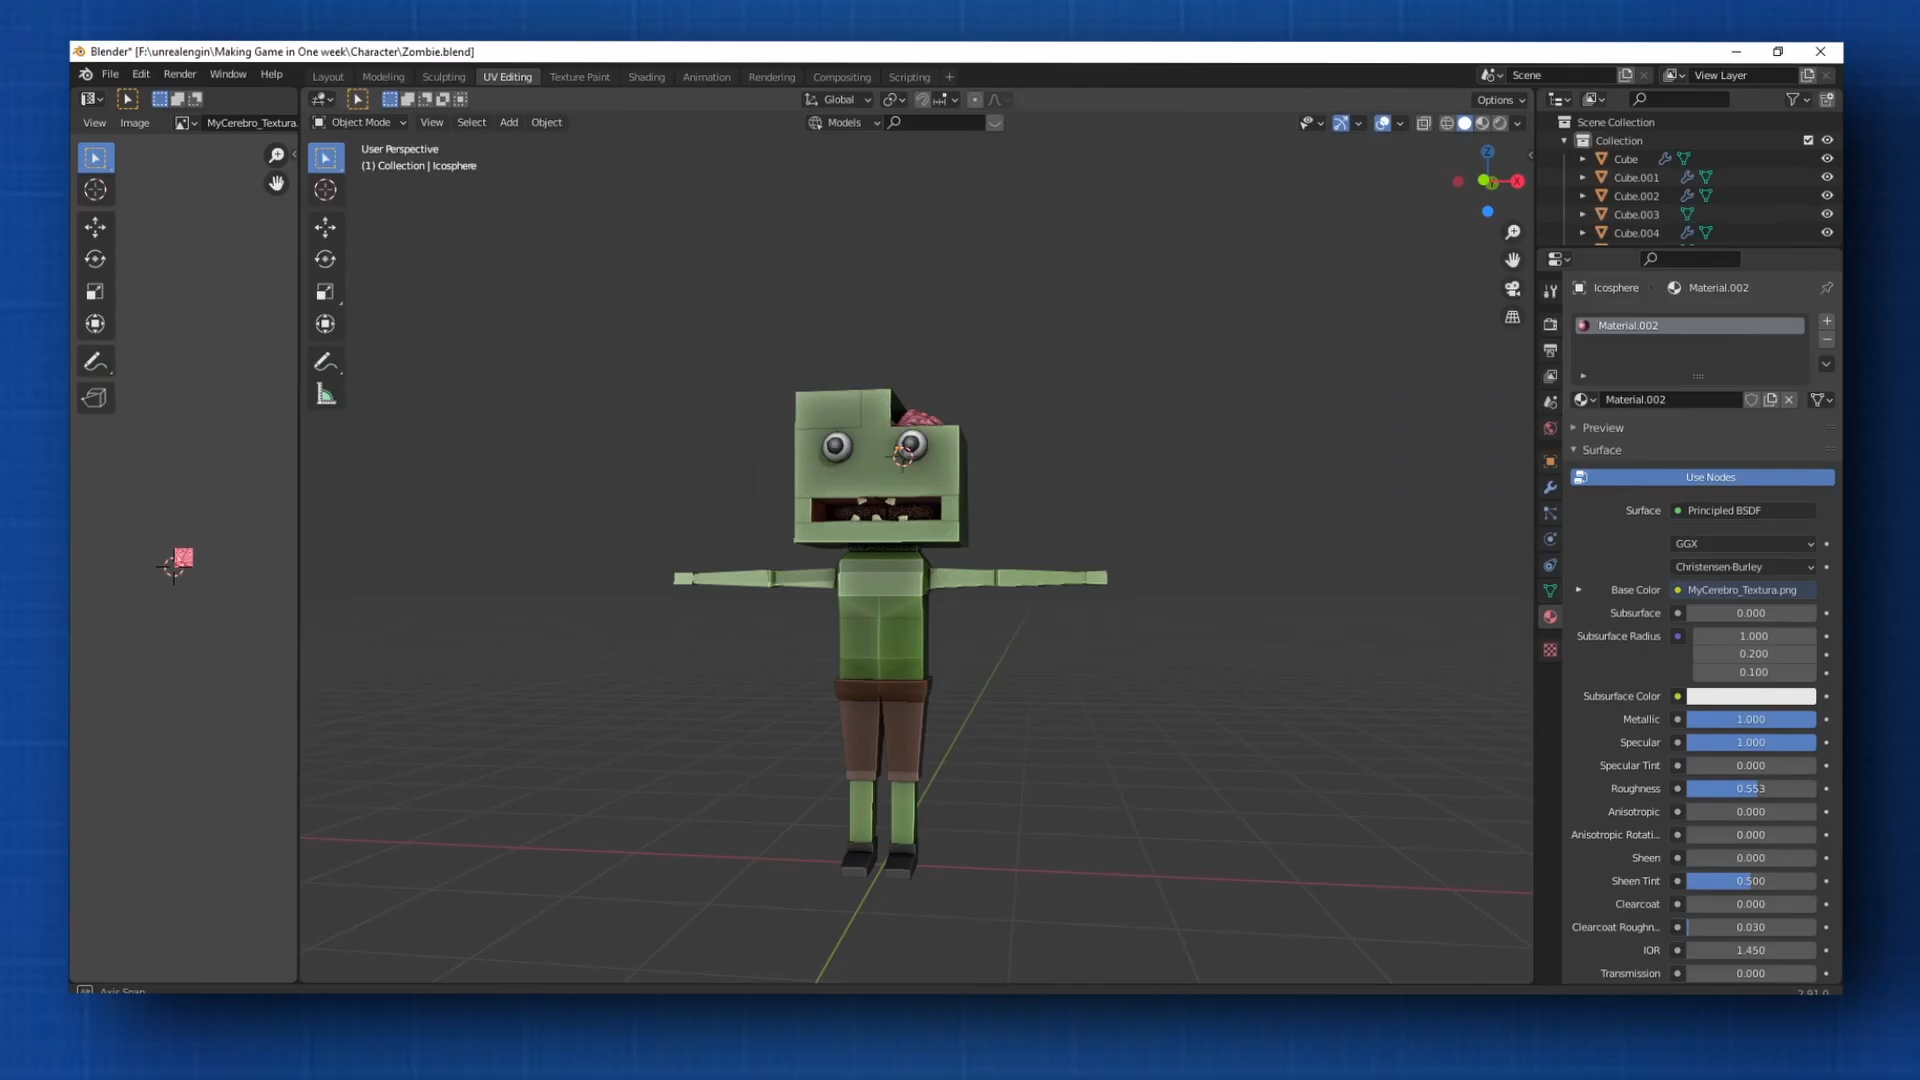 Blender* [F:\unrealengin\Making Game in One week\Character\Zombie.blend]
File Edit Render Window Help
Layout Modeling Sculpting UV Editing Texture Paint Shading Animation Rendering Compositing Scripting +
Scene
View Layer
Global
Options
View Image MyCerebro_Textura.
Object Mode View Select Add Object
Models
User Perspective
(1) Collection | Icosphere
Z
X
Scene Collection
Collection
Cube
Cube.001
Cube.002
Cube.003
Cube.004
Icosphere Material.002
Material.002
Material.002
Preview
Surface
Use Nodes
Surface Principled BSDF
GGX
Christensen-Burley
Base Color MyCerebro_Textura.png
Subsurface 0.000
Subsurface Radius 1.000
0.200
0.100
Subsurface Color
Metallic 1.000
Specular 1.000
Specular Tint 0.000
Roughness 0.553
Anisotropic 0.000
Anisotropic Rotati... 0.000
Sheen 0.000
Sheen Tint 0.500
Clearcoat 0.000
Clearcoat Roughn... 0.030
IOR 1.450
Transmission 0.000
Axis Snap
2.91.0